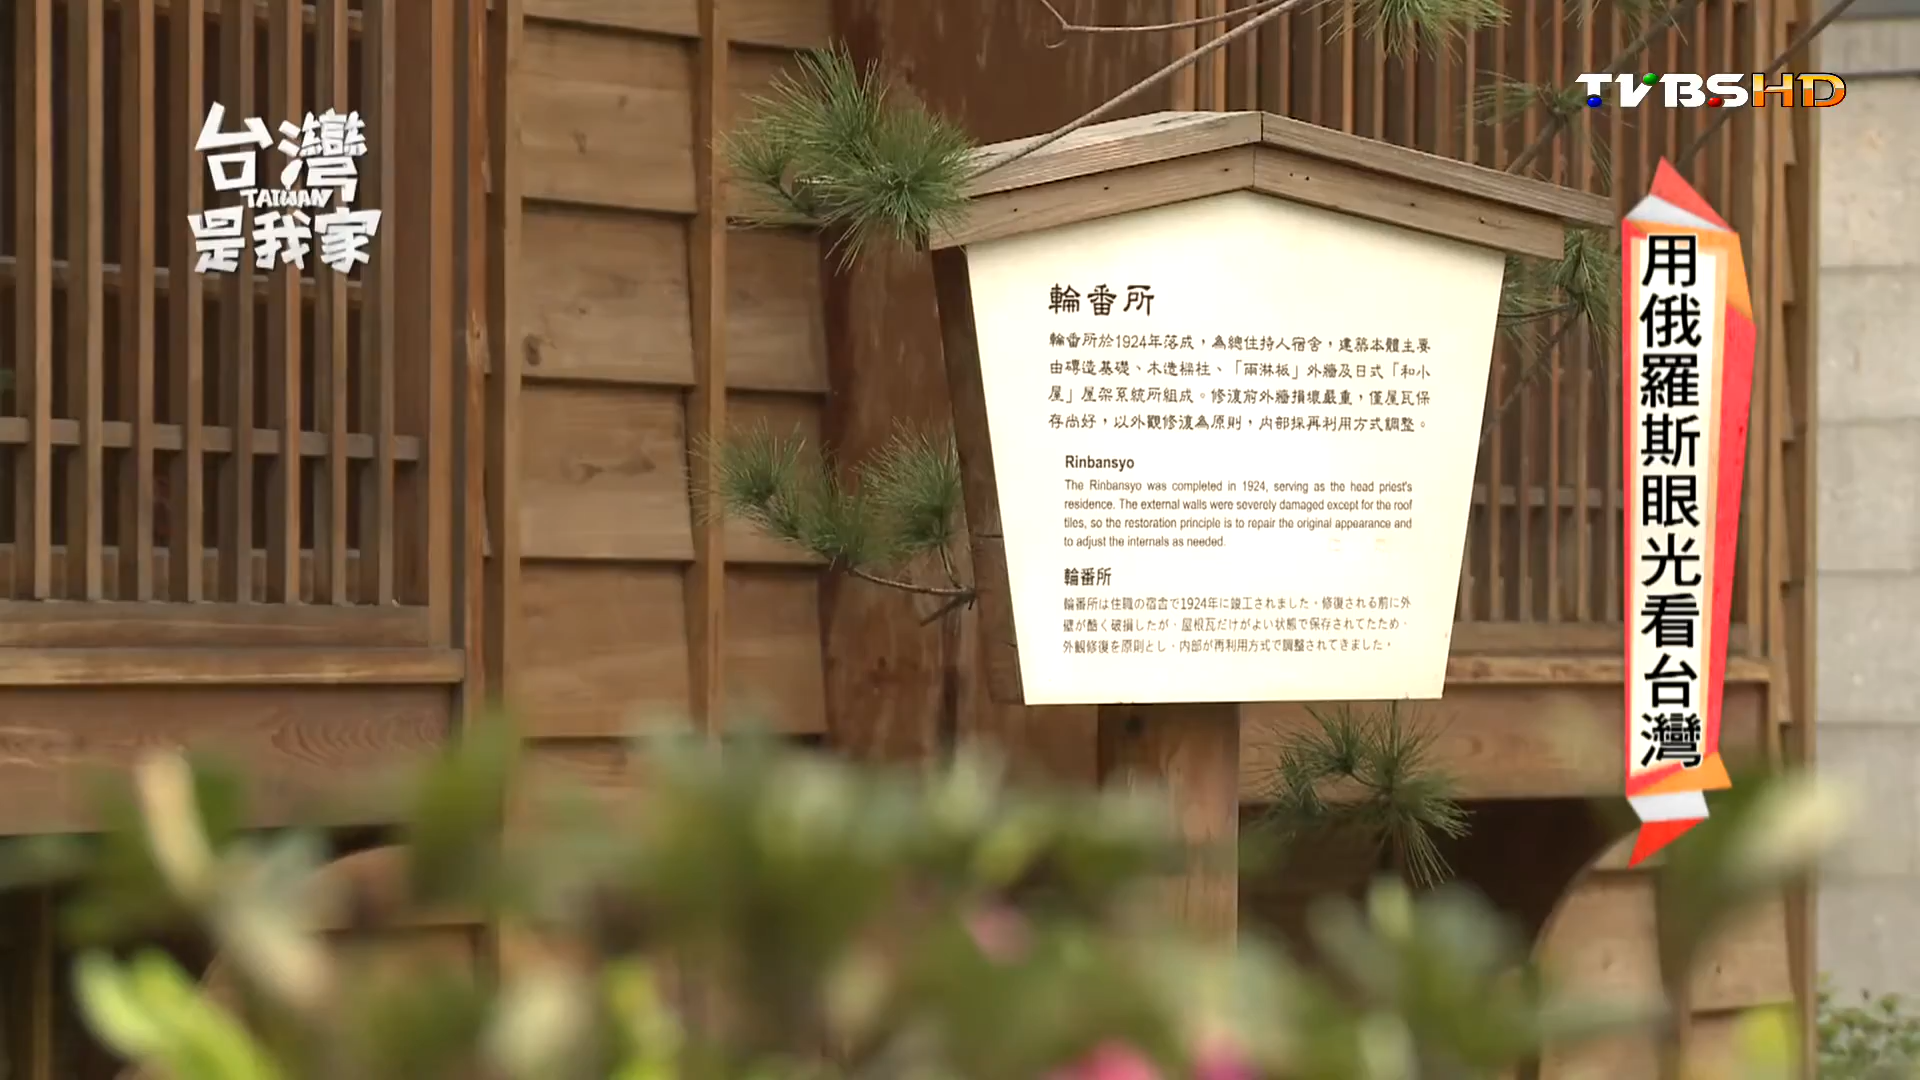 台灣
TAIWAN
是我家
TVBSHD
用俄羅斯眼光看台灣
輪番所
輪番所於1924年落成，為總住持人宿舍，建築本體主要
由磚造基礎、木造樑柱、「雨淋板」外牆及日式「和小
屋」屋架系統所組成。修復前外牆損壞嚴重，僅屋瓦保
存尚好，以外觀修復為原則，內部採再利用方式調整。
Rinbansyo
The Rinbansyo was completed in 1924, serving as the head priest's
residence. The external walls were severely damaged except for the roof
tiles, so the restoration principle is to repair the original appearance and
to adjust the internals as needed.
輪番所
輪番所は住職の宿舎で1924年に竣工されました。修復される前に外
壁が酷く破損したが、屋根瓦だけがよい状態で保存されてたため、
外観修復を原則とし、内部が再利用方式で調整されてきました。